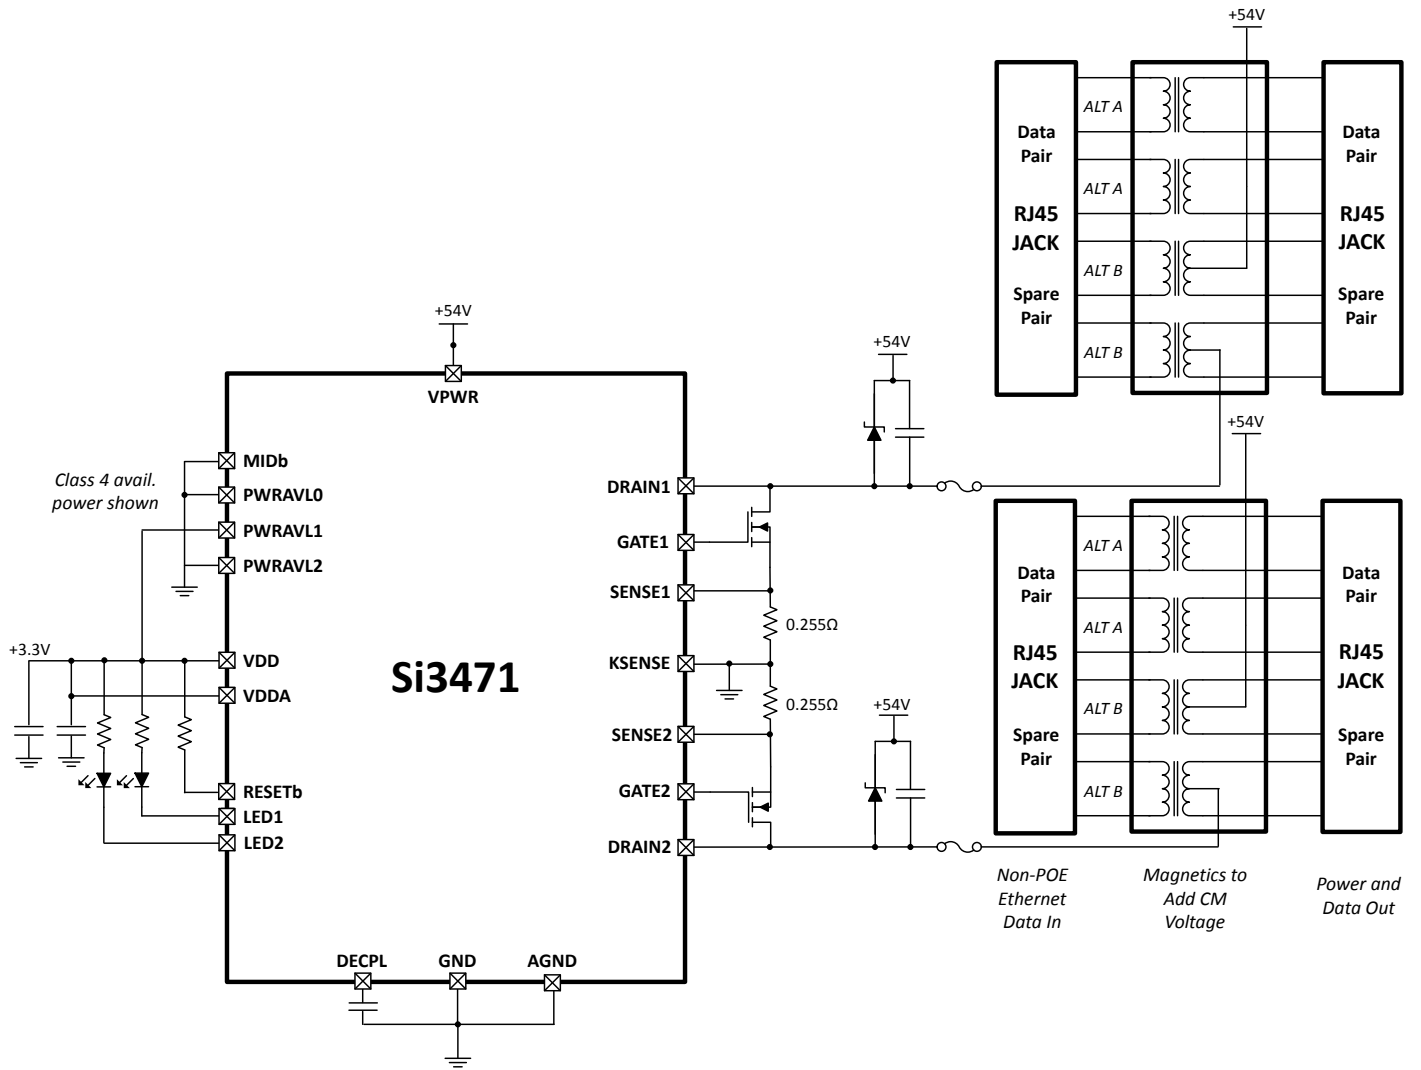 +54V
ALT A
Data
Pair
ALT A
RJ45
JACK
ALT B
Spare
Pair
ALT B
Data
Pair
RJ45
JACK
Spare
Pair
+54V
VPWR
Class 4 avail.
power shown
MIDb
PWRAVL0
PWRAVL1
PWRAVL2
+3.3V
VDD
VDDA
RESETb
LED1
LED2
Si3471
DECPL
GND
AGND
DRAIN1
GATE1
SENSE1
KSENSE
SENSE2
GATE2
DRAIN2
0.255Ω
0.255Ω
+54V
+54V
+54V
ALT A
Data
Pair
ALT A
RJ45
JACK
ALT B
Spare
Pair
ALT B
Data
Pair
RJ45
JACK
Spare
Pair
Non-POE
Ethernet
Data In
Magnetics to
Add CM
Voltage
Power and
Data Out